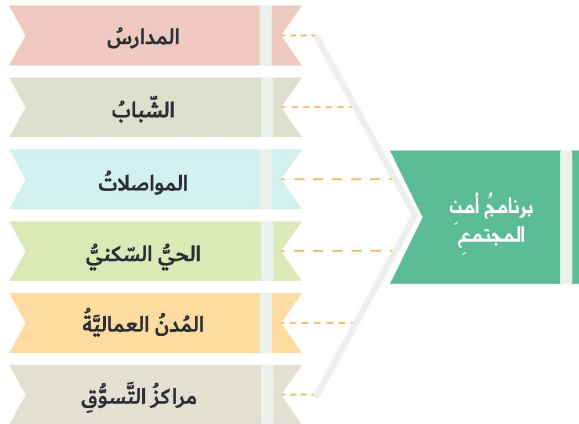 برنامجُ أمنِ
المجتمعِ
المدارسُ
الشّبابُ
المواصلاتُ
الحيُّ السّكنيُّ
المُدنُ العماليَّةُ
مراكزُ التَّسوُّقِ